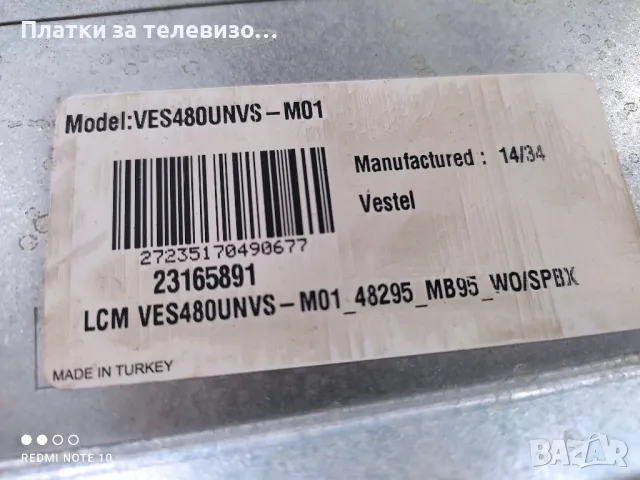 Платки за телевизо...
Model:VES480UNVS-M01
27235170490677
23165891
Manufactured : 14/34
Vestel
LCM VES480UNVS-M01_48295_MB95_WO/SPBX
MADE IN TURKEY
REDMI NOTE 10
BAZAR